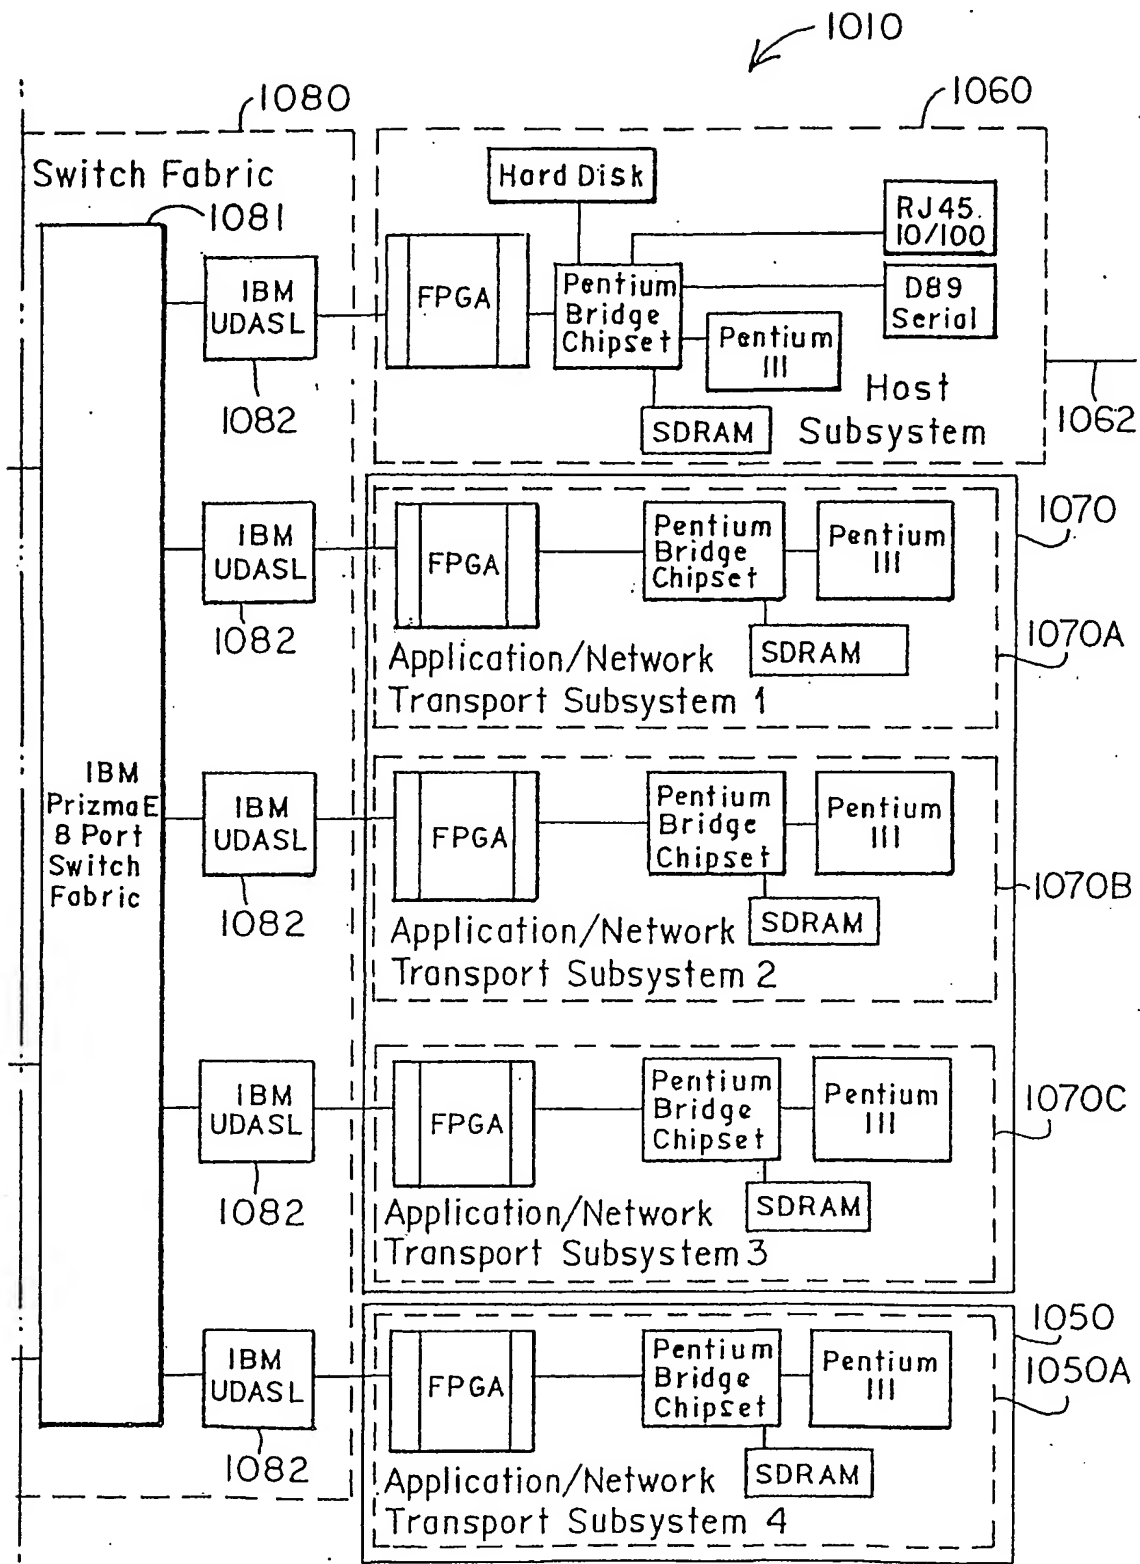 1010
1080
1060
Switch Fabric
1081
Hard Disk
RJ45.
10/100
IBM
UDASL
FPGA
Pentium
Bridge
Chipset
D89
Serial
Pentium
III
1082
SDRAM
Host
Subsystem
1062
IBM
UDASL
FPGA
Pentium
Bridge
Chipset
Pentium
III
1070
1082
SDRAM
1070A
Application/Network
Transport Subsystem 1
IBM
PrizmaE
8 Port
Switch
Fabric
IBM
UDASL
FPGA
Pentium
Bridge
Chipset
Pentium
III
1070B
1082
SDRAM
Application/Network
Transport Subsystem 2
IBM
UDASL
FPGA
Pentium
Bridge
Chipset
Pentium
III
1070C
1082
SDRAM
Application/Network
Transport Subsystem 3
1050
IBM
UDASL
FPGA
Pentium
Bridge
Chipset
Pentium
III
1050A
1082
SDRAM
Application/Network
Transport Subsystem 4